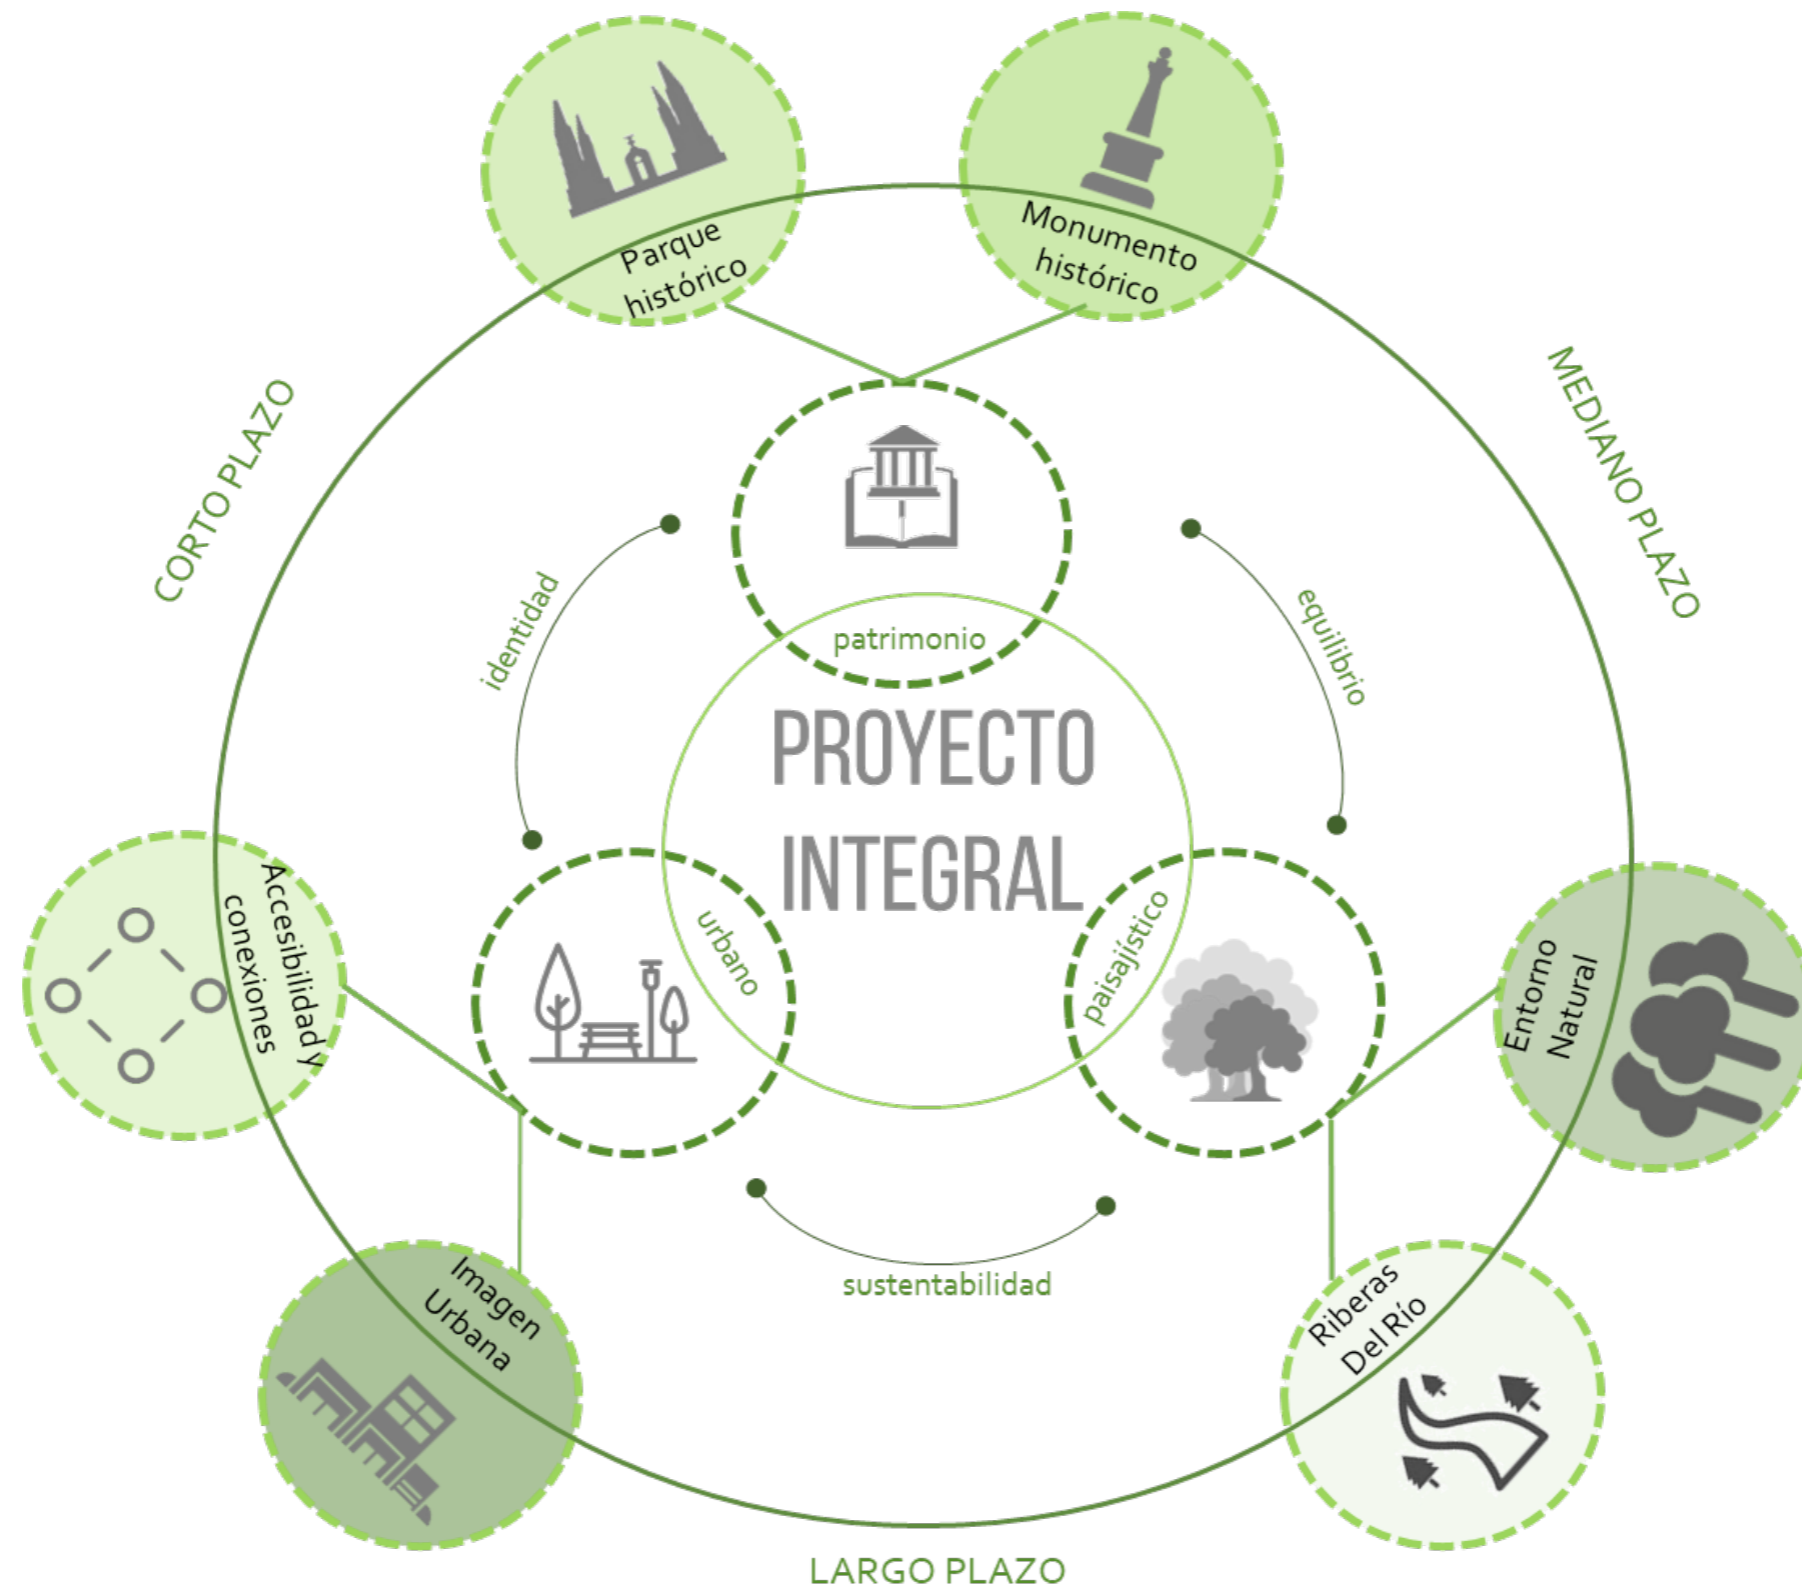 Parque
histórico
Monumento
histórico
CORTO PLAZO
MEDIANO PLAZO
identidad
equilibrio
patrimonio
PROYECTO
INTEGRAL
urbano
paisajístico
Accesibilidad y
conexiones
Entorno
Natural
sustentabilidad
Imagen
Urbana
Riberas
Del Río
LARGO PLAZO